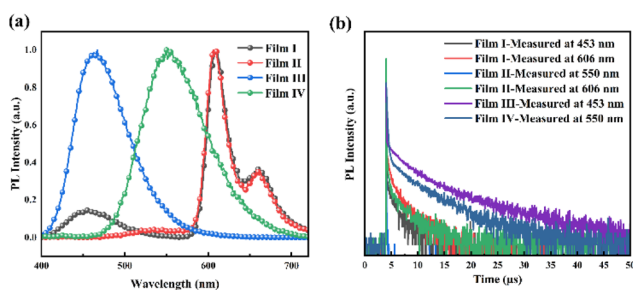 (a)
PL Intensity (a.u.)
1.0
0.8
0.6
0.4
0.2
0.0
400
500
600
700
Wavelength (nm)
Film I
Film II
Film III
Film IV
(b)
PL Intensity (a.u.)
0
5
10
15
20
25
30
35
40
45
50
Time (μs)
Film I-Measured at 453 nm
Film I-Measured at 606 nm
Film II-Measured at 550 nm
Film II-Measured at 606 nm
Film III-Measured at 453 nm
Film IV-Measured at 550 nm